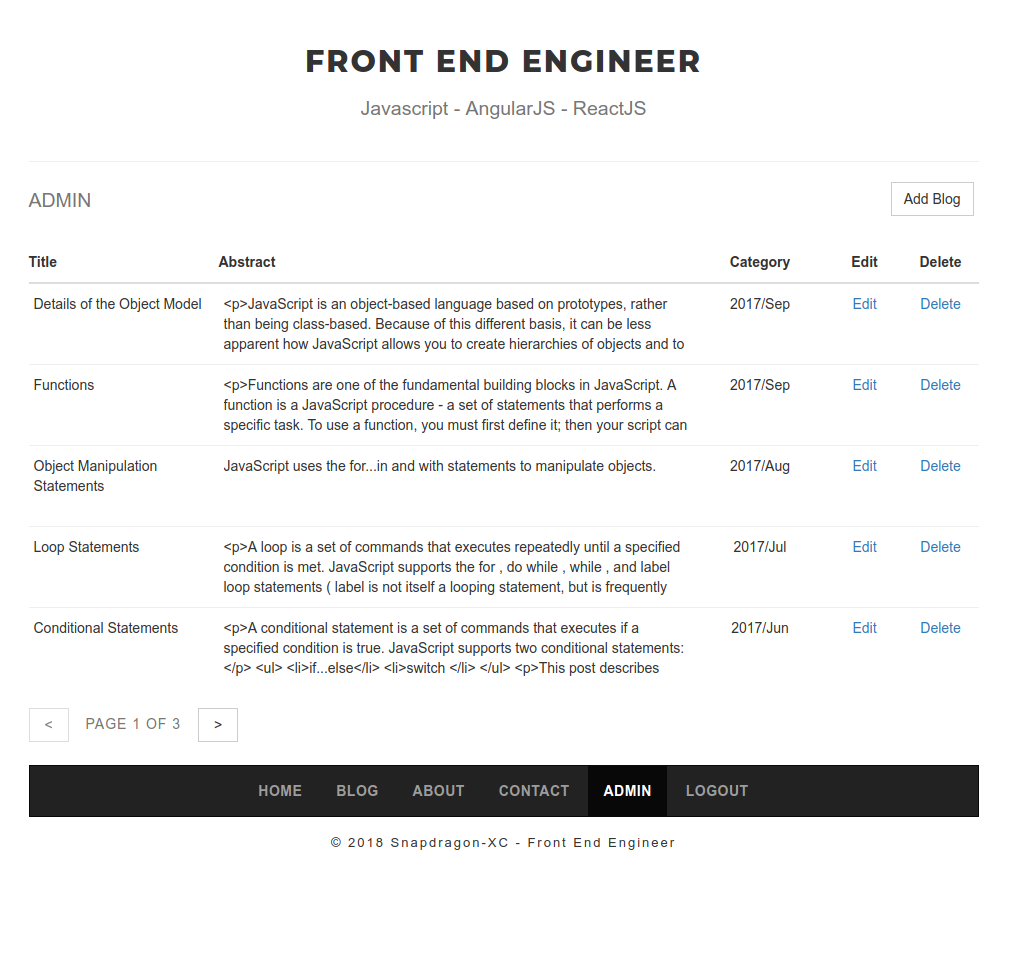 FRONT END ENGINEER
Javascript - AngularJS - ReactJS
ADMIN
Add Blog
Title Abstract Category Edit Delete
Details of the Object Model <p>JavaScript is an object-based language based on prototypes, rather 2017/Sep Edit Delete
than being class-based. Because of this different basis, it can be less
apparent how JavaScript allows you to create hierarchies of objects and to
Functions <p>Functions are one of the fundamental building blocks in JavaScript. A 2017/Sep Edit Delete
function is a JavaScript procedure - a set of statements that performs a
specific task. To use a function, you must first define it; then your script can
Object Manipulation JavaScript uses the for...in and with statements to manipulate objects. 2017/Aug Edit Delete
Statements
Loop Statements <p>A loop is a set of commands that executes repeatedly until a specified 2017/Jul Edit Delete
condition is met. JavaScript supports the for , do while , while , and label
loop statements ( label is not itself a looping statement, but is frequently
Conditional Statements <p>A conditional statement is a set of commands that executes if a 2017/Jun Edit Delete
specified condition is true. JavaScript supports two conditional statements:
</p> <ul> <li>if...else</li> <li>switch </li> </ul> <p>This post describes
< PAGE 1 OF 3 >
HOME BLOG ABOUT CONTACT ADMIN LOGOUT
© 2018 Snapdragon-XC - Front End Engineer